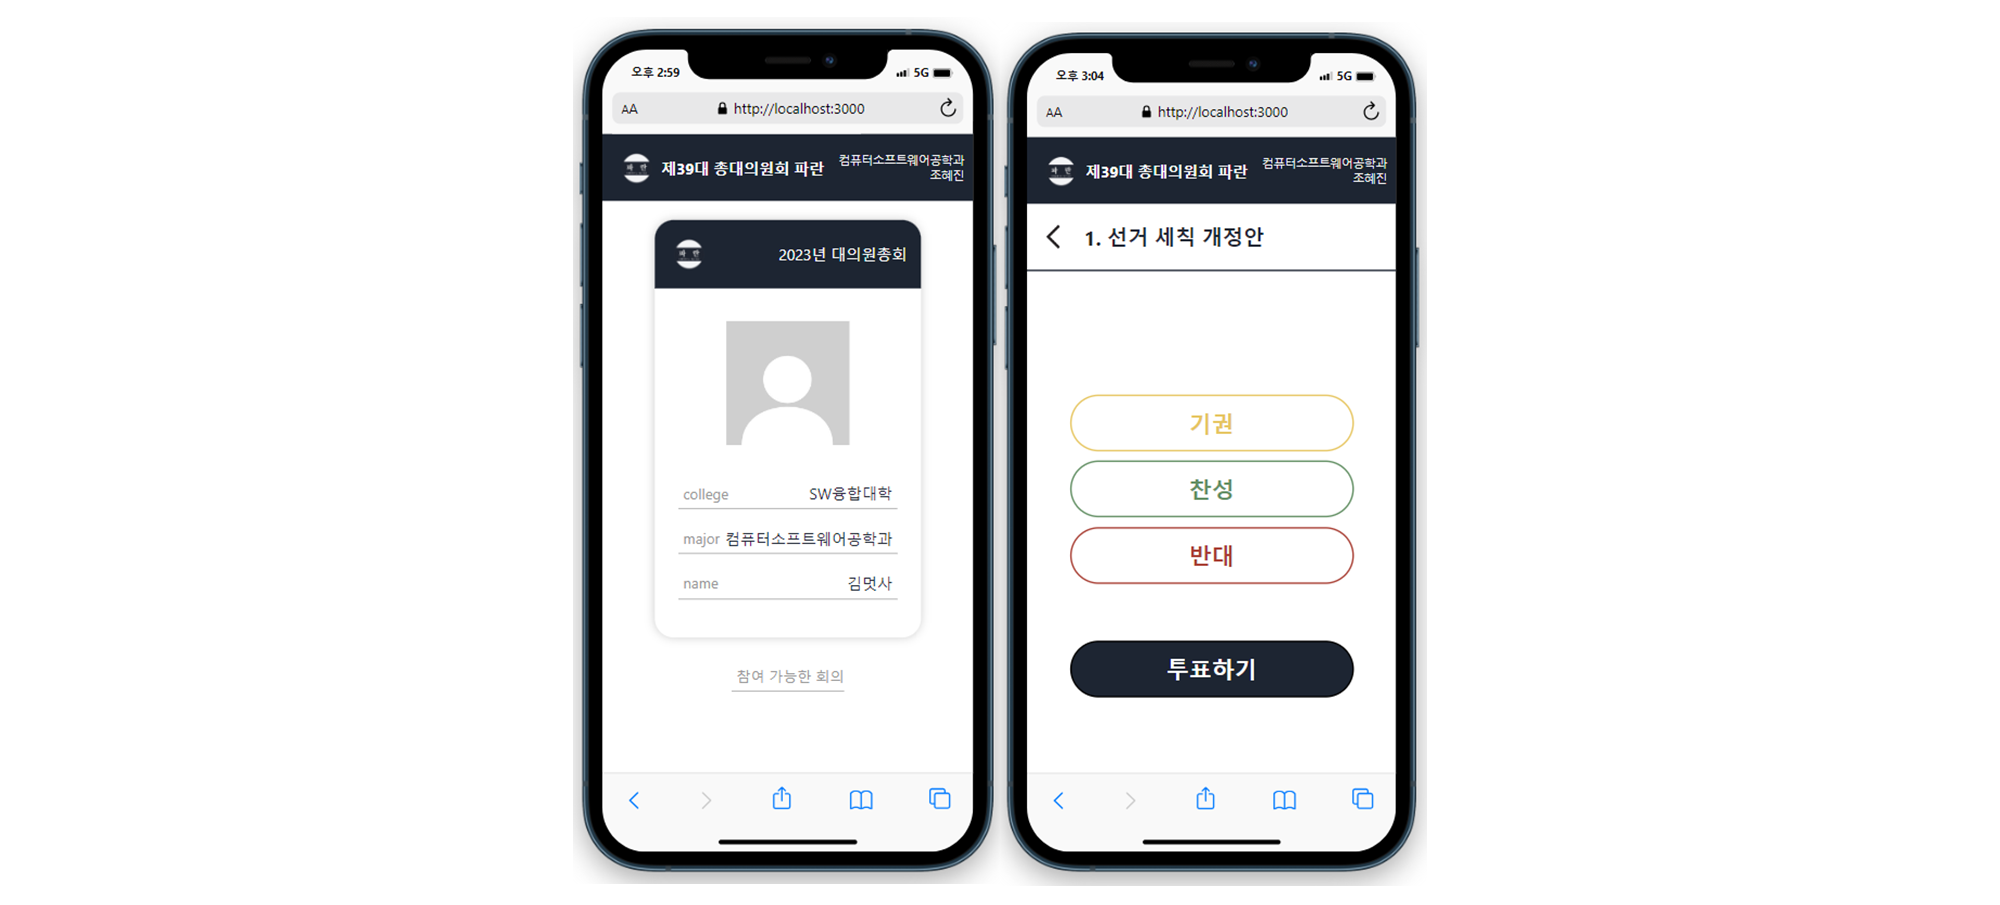 오후 2:59
5G
AA
http://localhost:3000
제39대 총대의원회 파란
컴퓨터소프트웨어공학과
조혜진
파란
2023년 대의원총회
college
SW융합대학
major
컴퓨터소프트웨어공학과
name
김멋사
참여 가능한 회의
오후 3:04
5G
AA
http://localhost:3000
제39대 총대의원회 파란
컴퓨터소프트웨어공학과
조혜진
1. 선거 세칙 개정안
기권
찬성
반대
투표하기